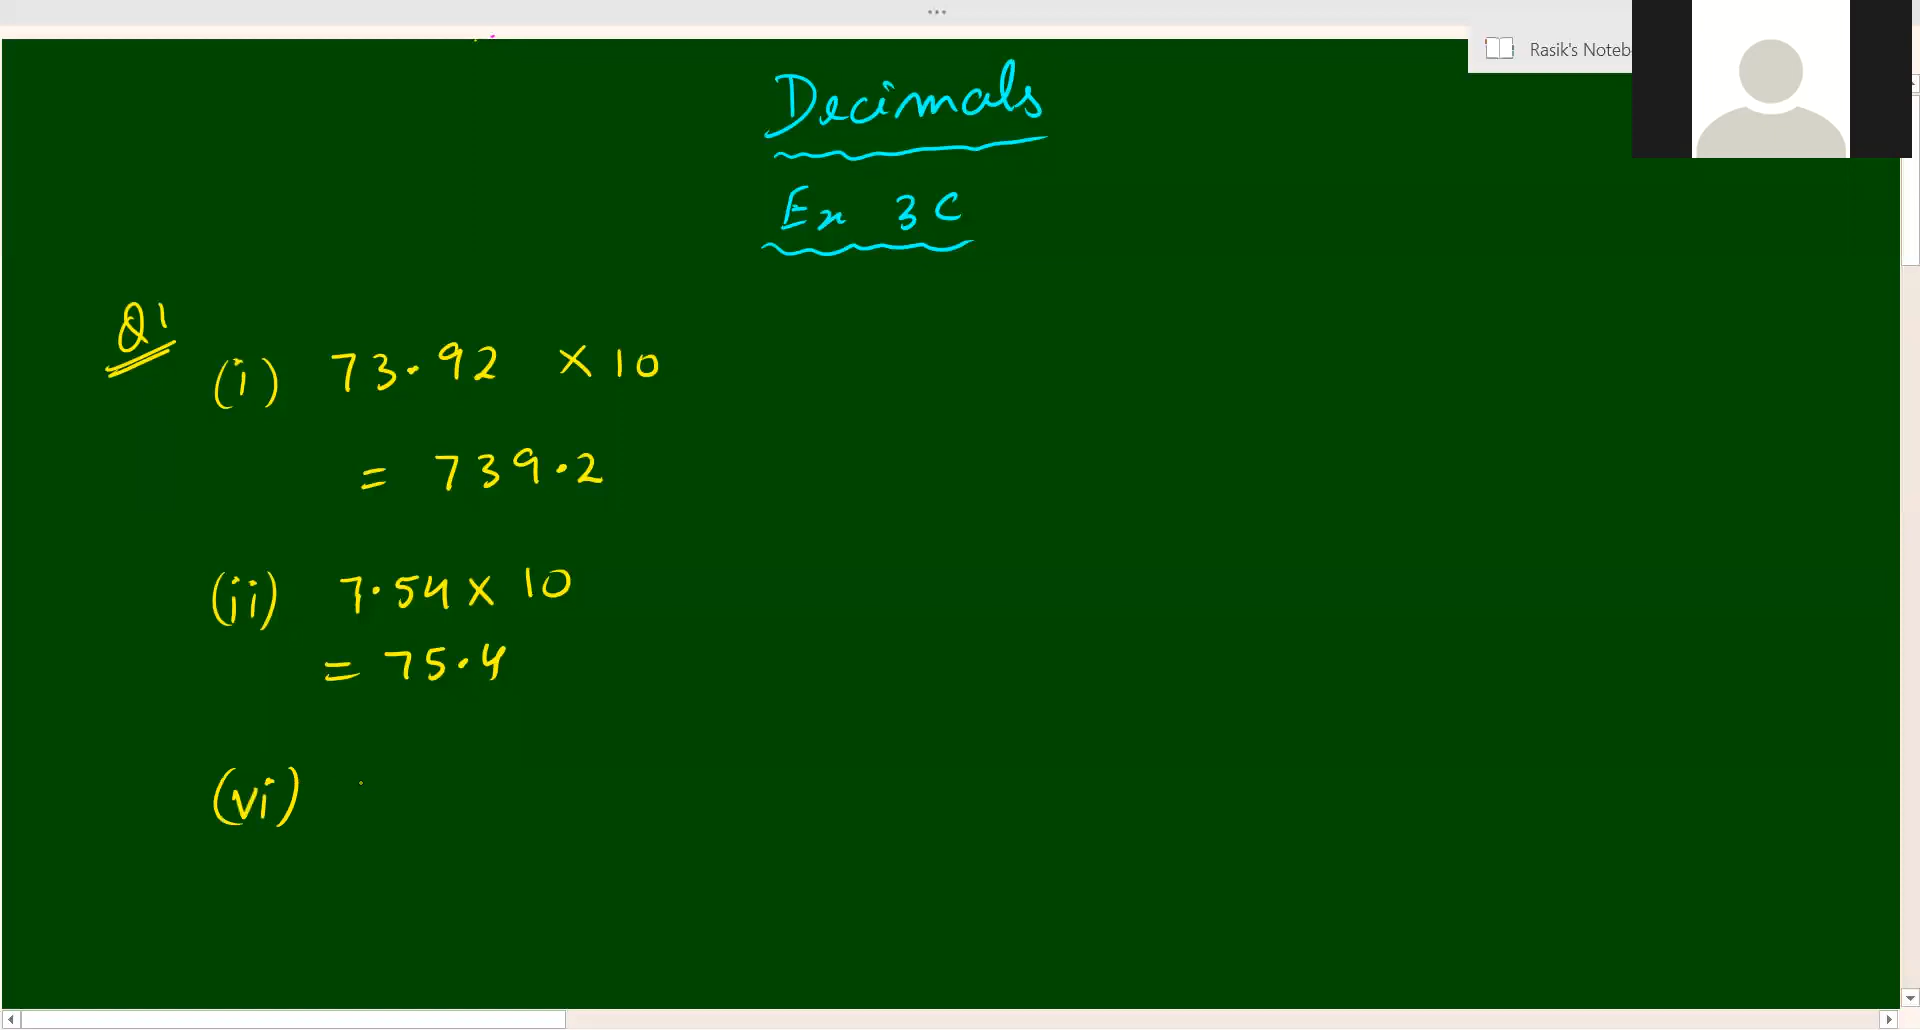 Rasik's Noteb
Decimals
Ex 3C
Q1
(i) 73.92 × 10
= 739.2
(ii) 7.54 × 10
= 75.4
(vi)